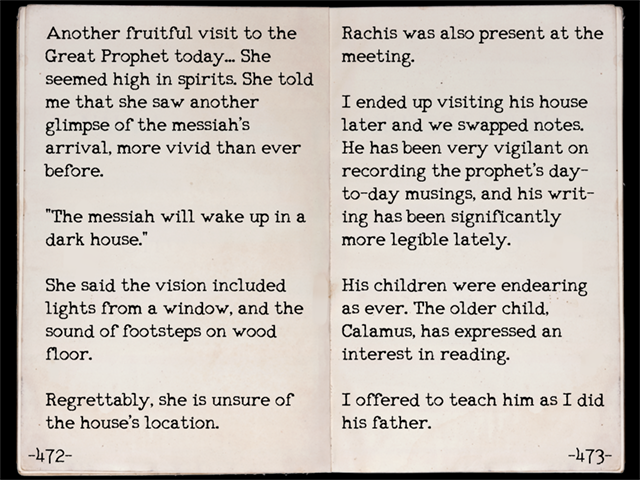 Another fruitful visit to the
Great Prophet today... She
seemed high in spirits. She told
me that she saw another
glimpse of the messiah's
arrival, more vivid than ever
before.
"The messiah will wake up in a
dark house."
She said the vision included
lights from a window, and the
sound of footsteps on wood
floor.
Regrettably, she is unsure of
the house's location.
-472-
Rachis was also present at the
meeting.
I ended up visiting his house
later and we swapped notes.
He has been very vigilant on
recording the prophet's day-
to-day musings, and his writ-
ing has been significantly
more legible lately.
His children were endearing
as ever. The older child,
Calamus, has expressed an
interest in reading.
I offered to teach him as I did
his father.
-473-